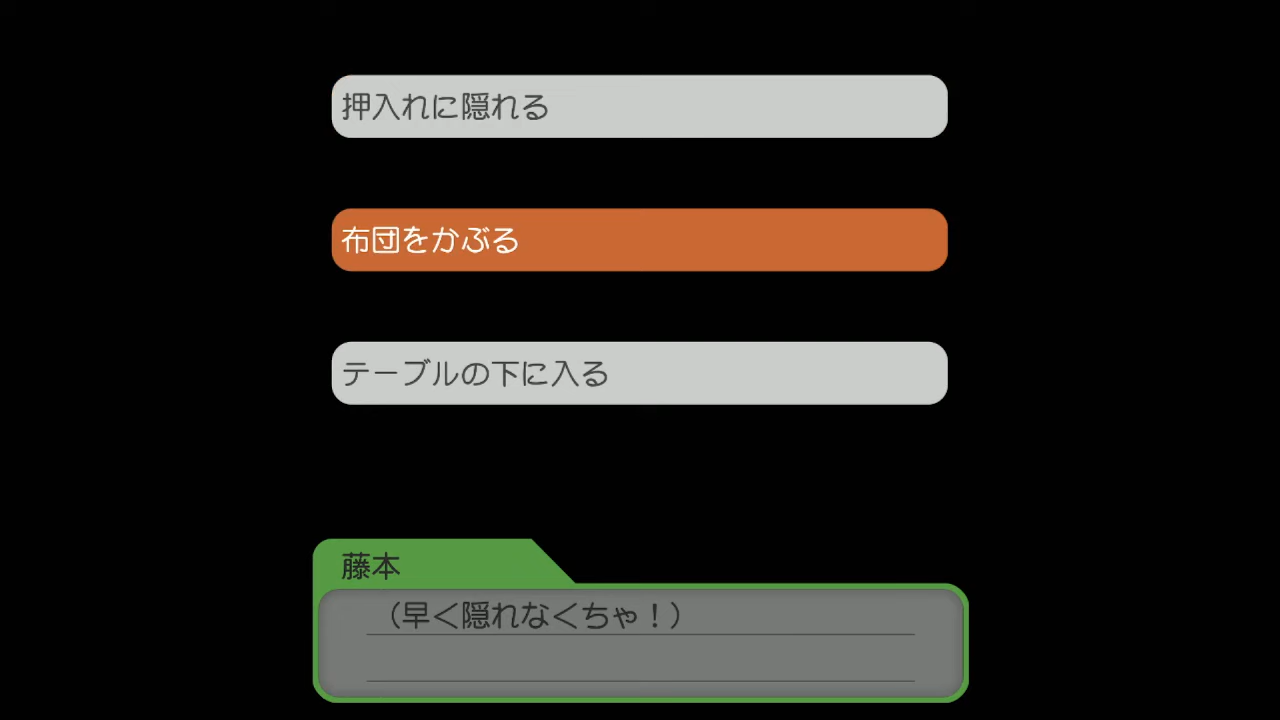 押入れに隠れる
布団をかぶる
テーブルの下に入る
藤本
（早く隠れなくちゃ！）